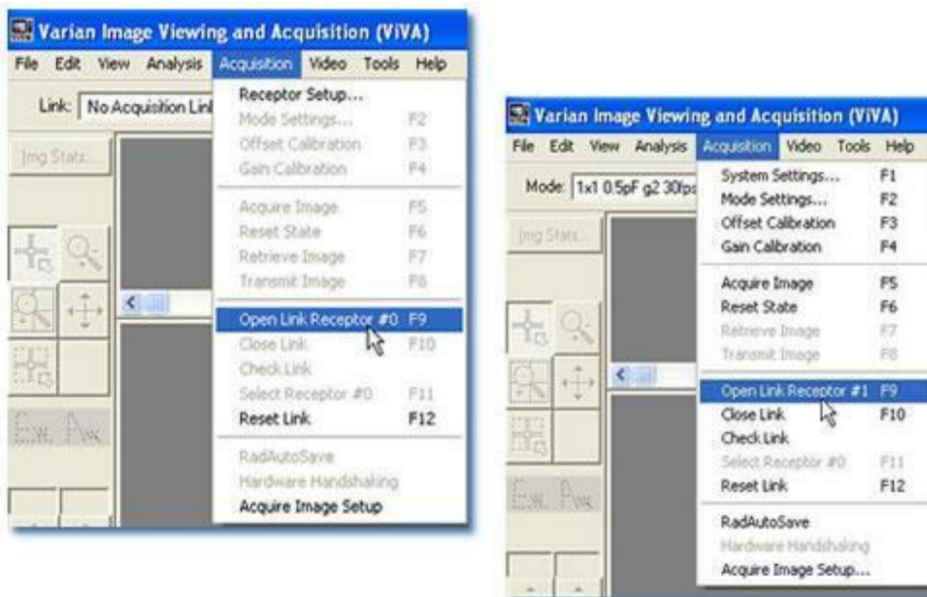 Varian Image Viewing and Acquisition (ViVA)
File Edit View Analysis Acquisition Video Tools Help
Link: No Acquisition Link
Img Stats...
Receptor Setup...
Mode Settings... F2
Offset Calibration F3
Gain Calibration F4
Acquire Image F5
Reset State F6
Retrieve Image F7
Transmit Image F8
Open Link Receptor #0 F9
Close Link F10
Check Link
Select Receptor #0 F11
Reset Link F12
RadAutoSave
Hardware Handshaking
Acquire Image Setup
Varian Image Viewing and Acquisition (ViVA)
File Edit View Analysis Acquisition Video Tools Help
Mode: 1x1 0.5pF g2 30fps
Img Stats...
System Settings... F1
Mode Settings... F2
Offset Calibration F3
Gain Calibration F4
Acquire Image F5
Reset State F6
Retrieve Image F7
Transmit Image F8
Open Link Receptor #1 F9
Close Link F10
Check Link
Select Receptor #0 F11
Reset Link F12
RadAutoSave
Hardware Handshaking
Acquire Image Setup...